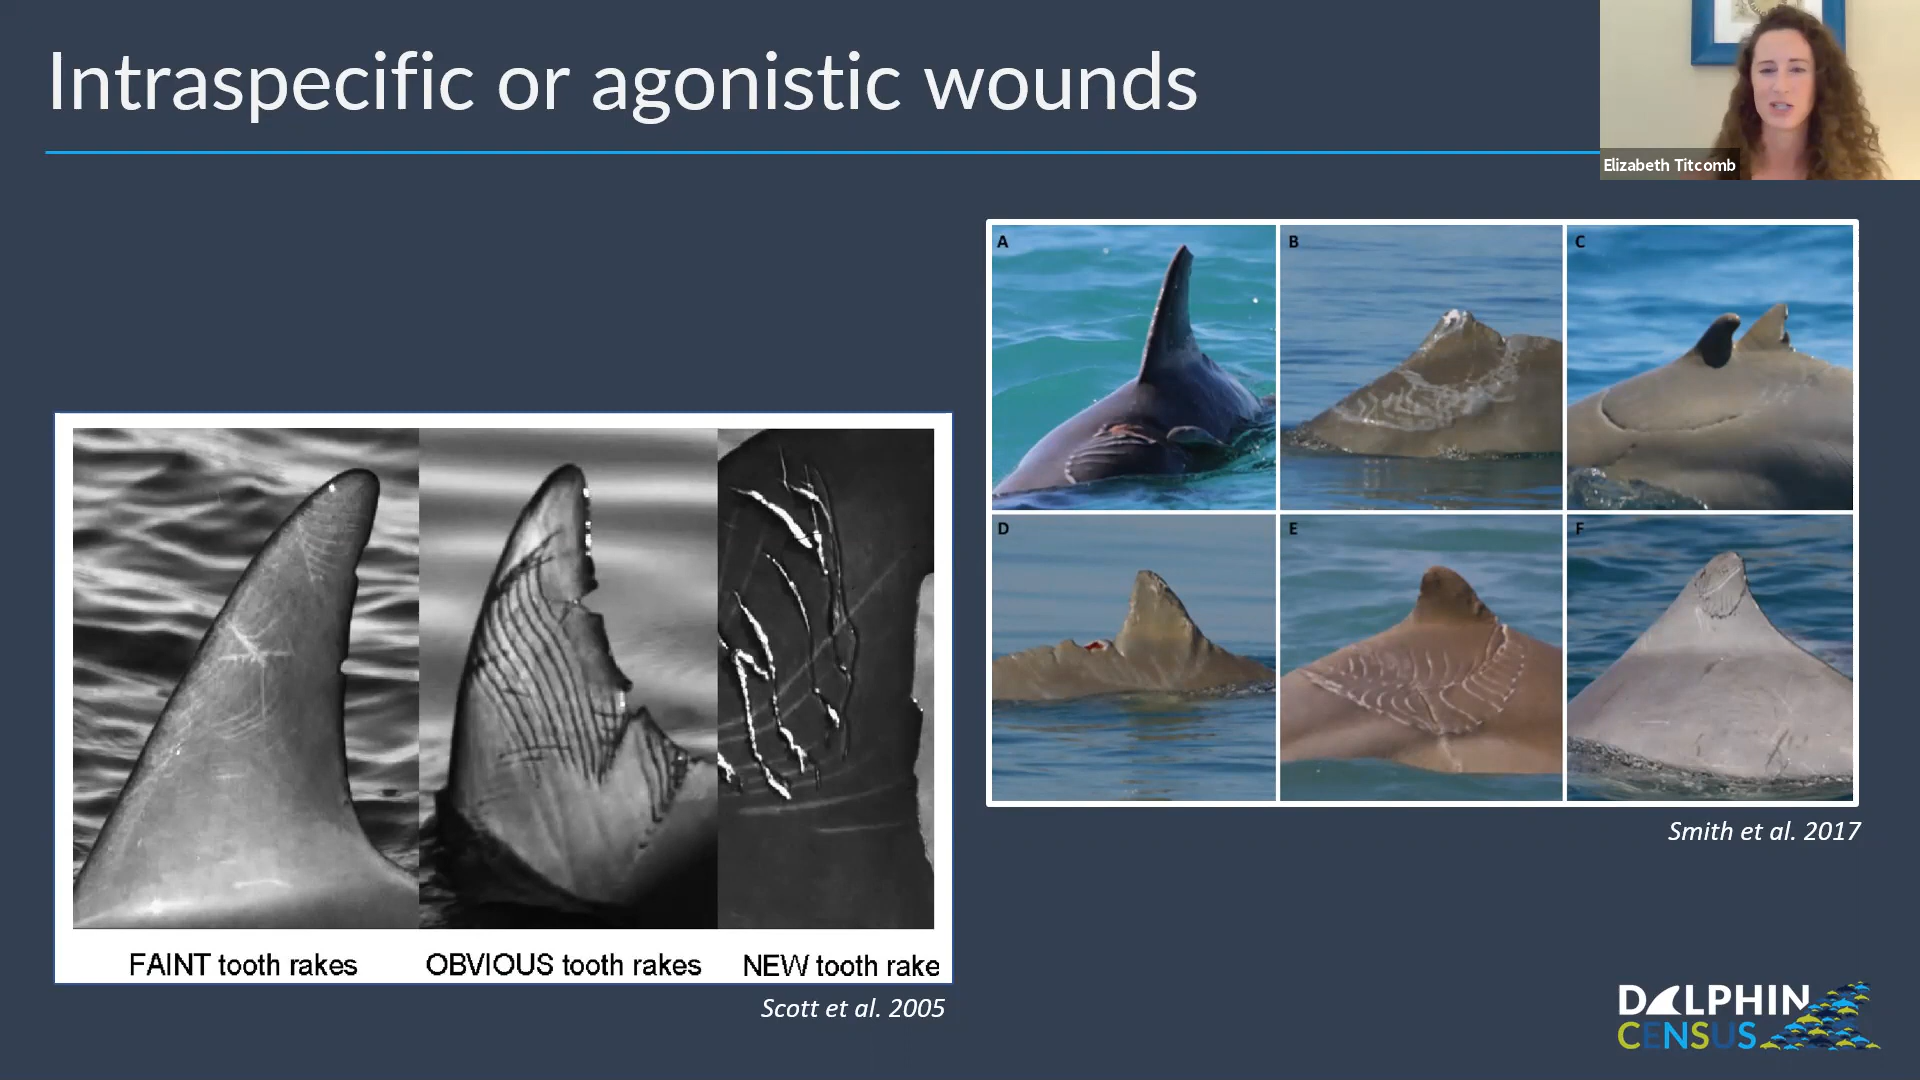 Intraspecific or agonistic wounds
Elizabeth Titcomb
A
B
C
D
E
F
Smith et al. 2017
FAINT tooth rakes
OBVIOUS tooth rakes
NEW tooth rake
Scott et al. 2005
DOLPHIN
CENSUS